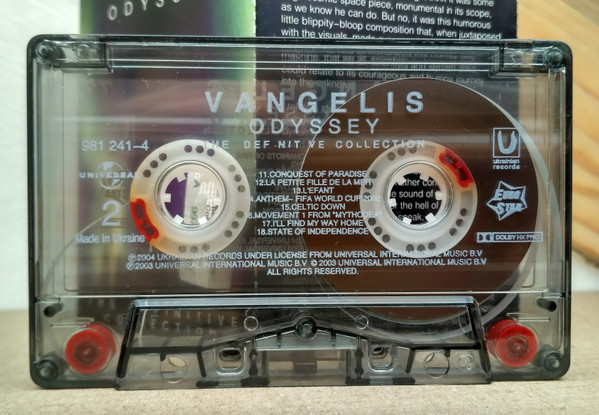 ODYSS
as we know he can do. But no, it was this humorous
little blippity-bloop composition that, when juxtaposed
VANGELIS
ODYSSEY
THE DEFINITIVE COLLECTION
981 241-4
UNIVERSAL
2
Made in Ukraine
11.CONQUEST OF PARADISE
12.LA PETITE FILLE DE LA MER
13.L'EFANT
14.ANTHEM- FIFA WORLD CUP 2002
15.CELTIC DOWN
16.MOVEMENT 1 FROM "MYTHODEA"
17.I'LL FIND MY WAY HOME
18.STATE OF INDEPENDENCE
ukrainian
records
Euro
Star
DOLBY HX PRO
℗2004 UKRAINIAN RECORDS UNDER LICENSE FROM UNIVERSAL INTERNATIONAL MUSIC B.V
℗2003 UNIVERSAL INTERNATIONAL MUSIC B.V © 2003 UNIVERSAL INTERNATIONAL MUSIC B.V
ALL RIGHTS RESERVED.